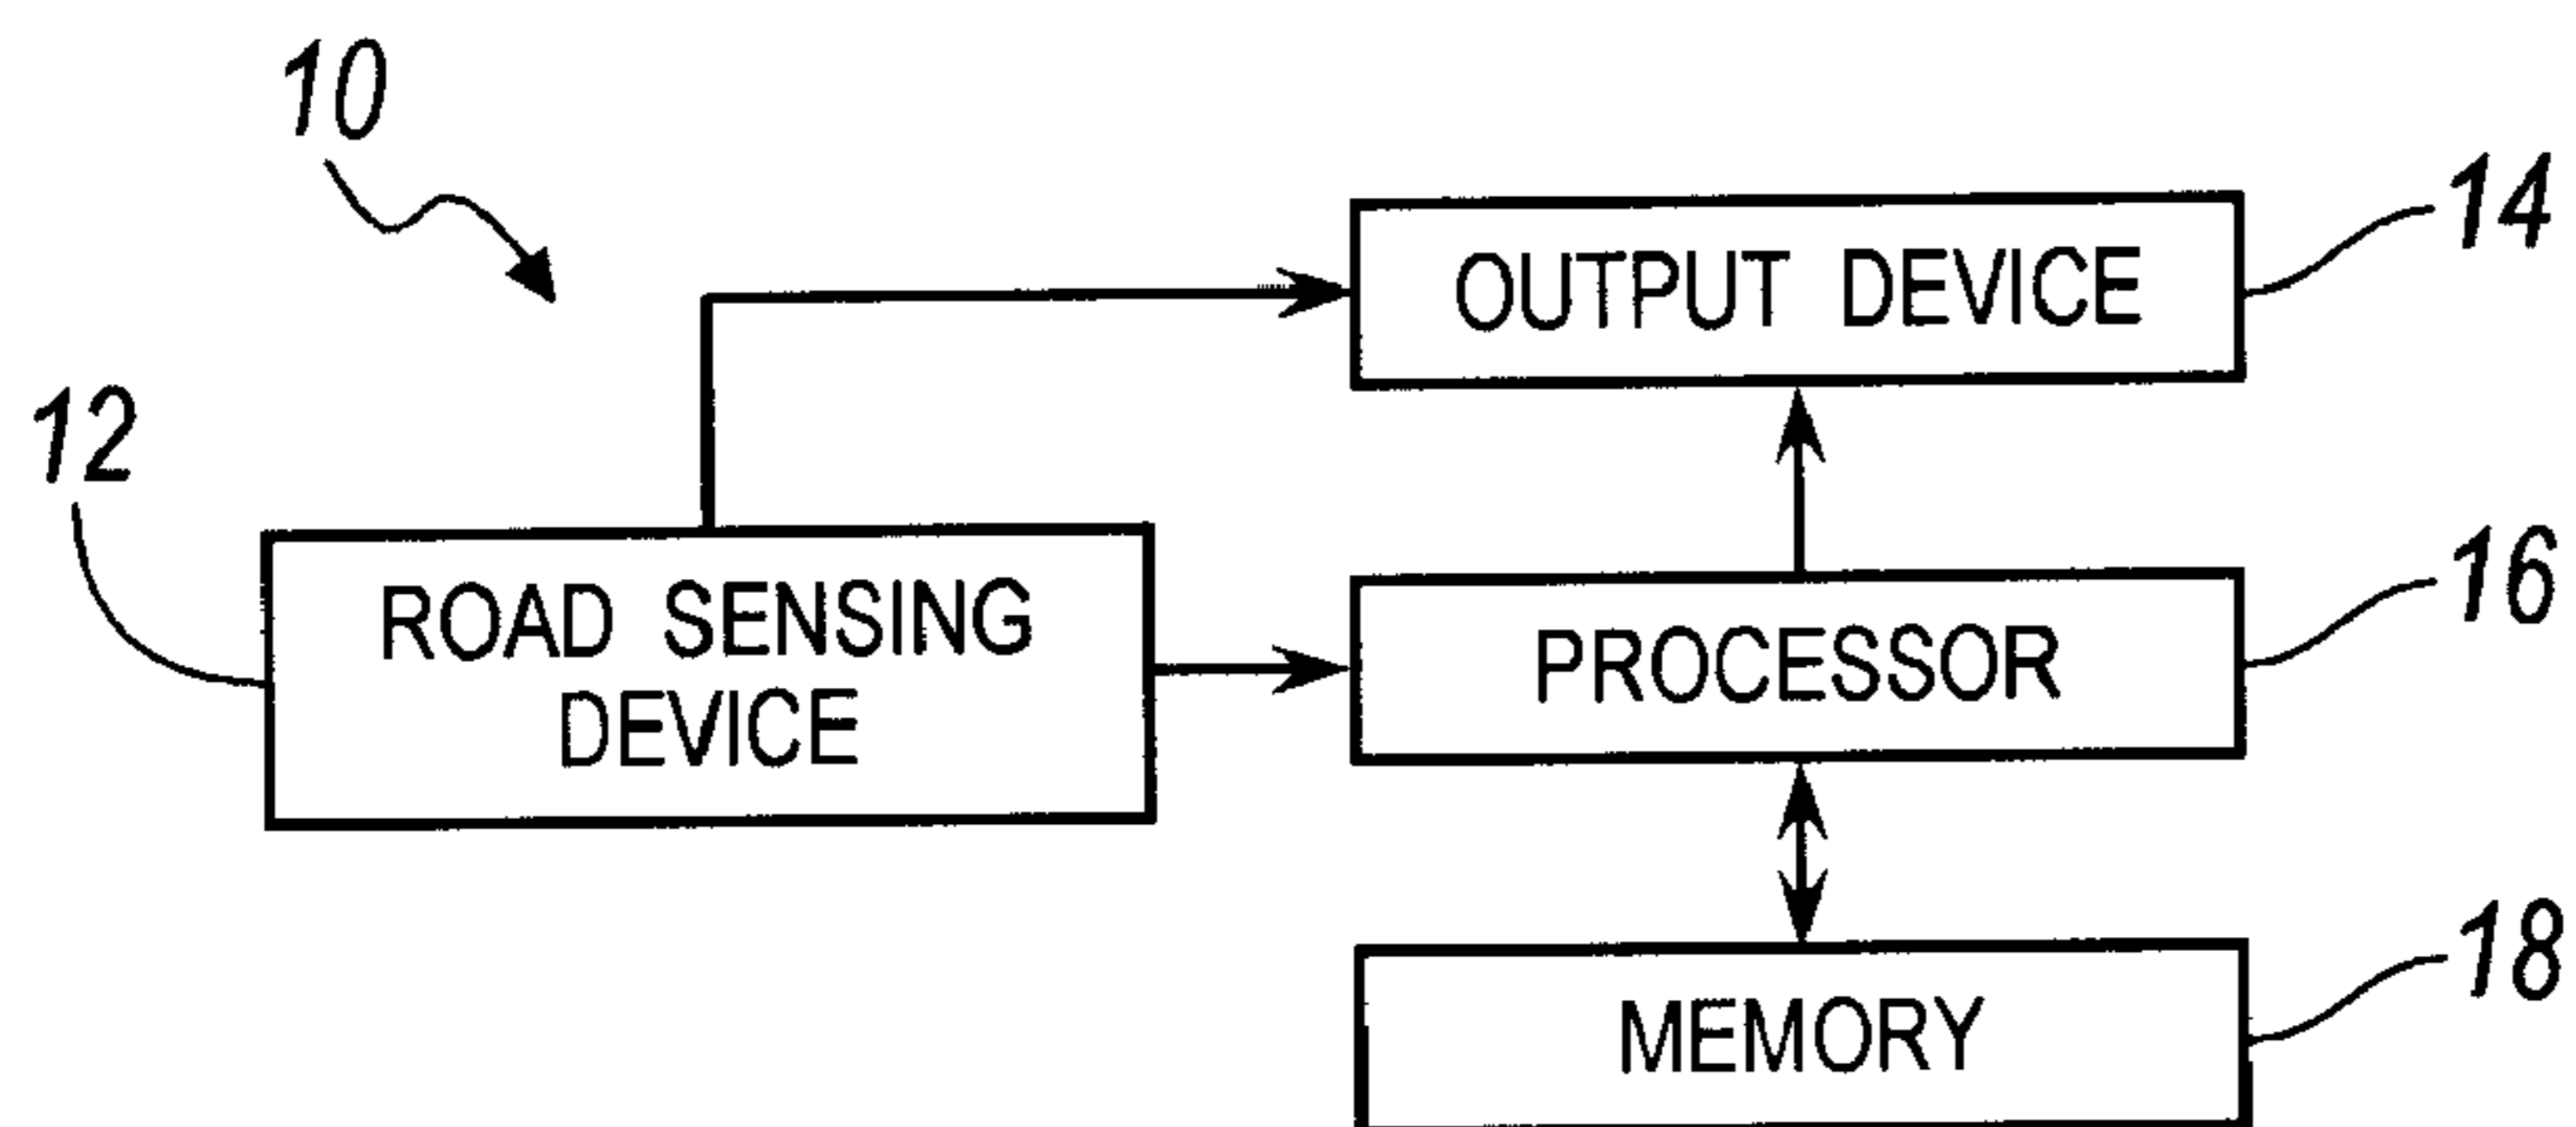 10
OUTPUT DEVICE
14
12
ROAD SENSING
DEVICE
PROCESSOR
16
MEMORY
18